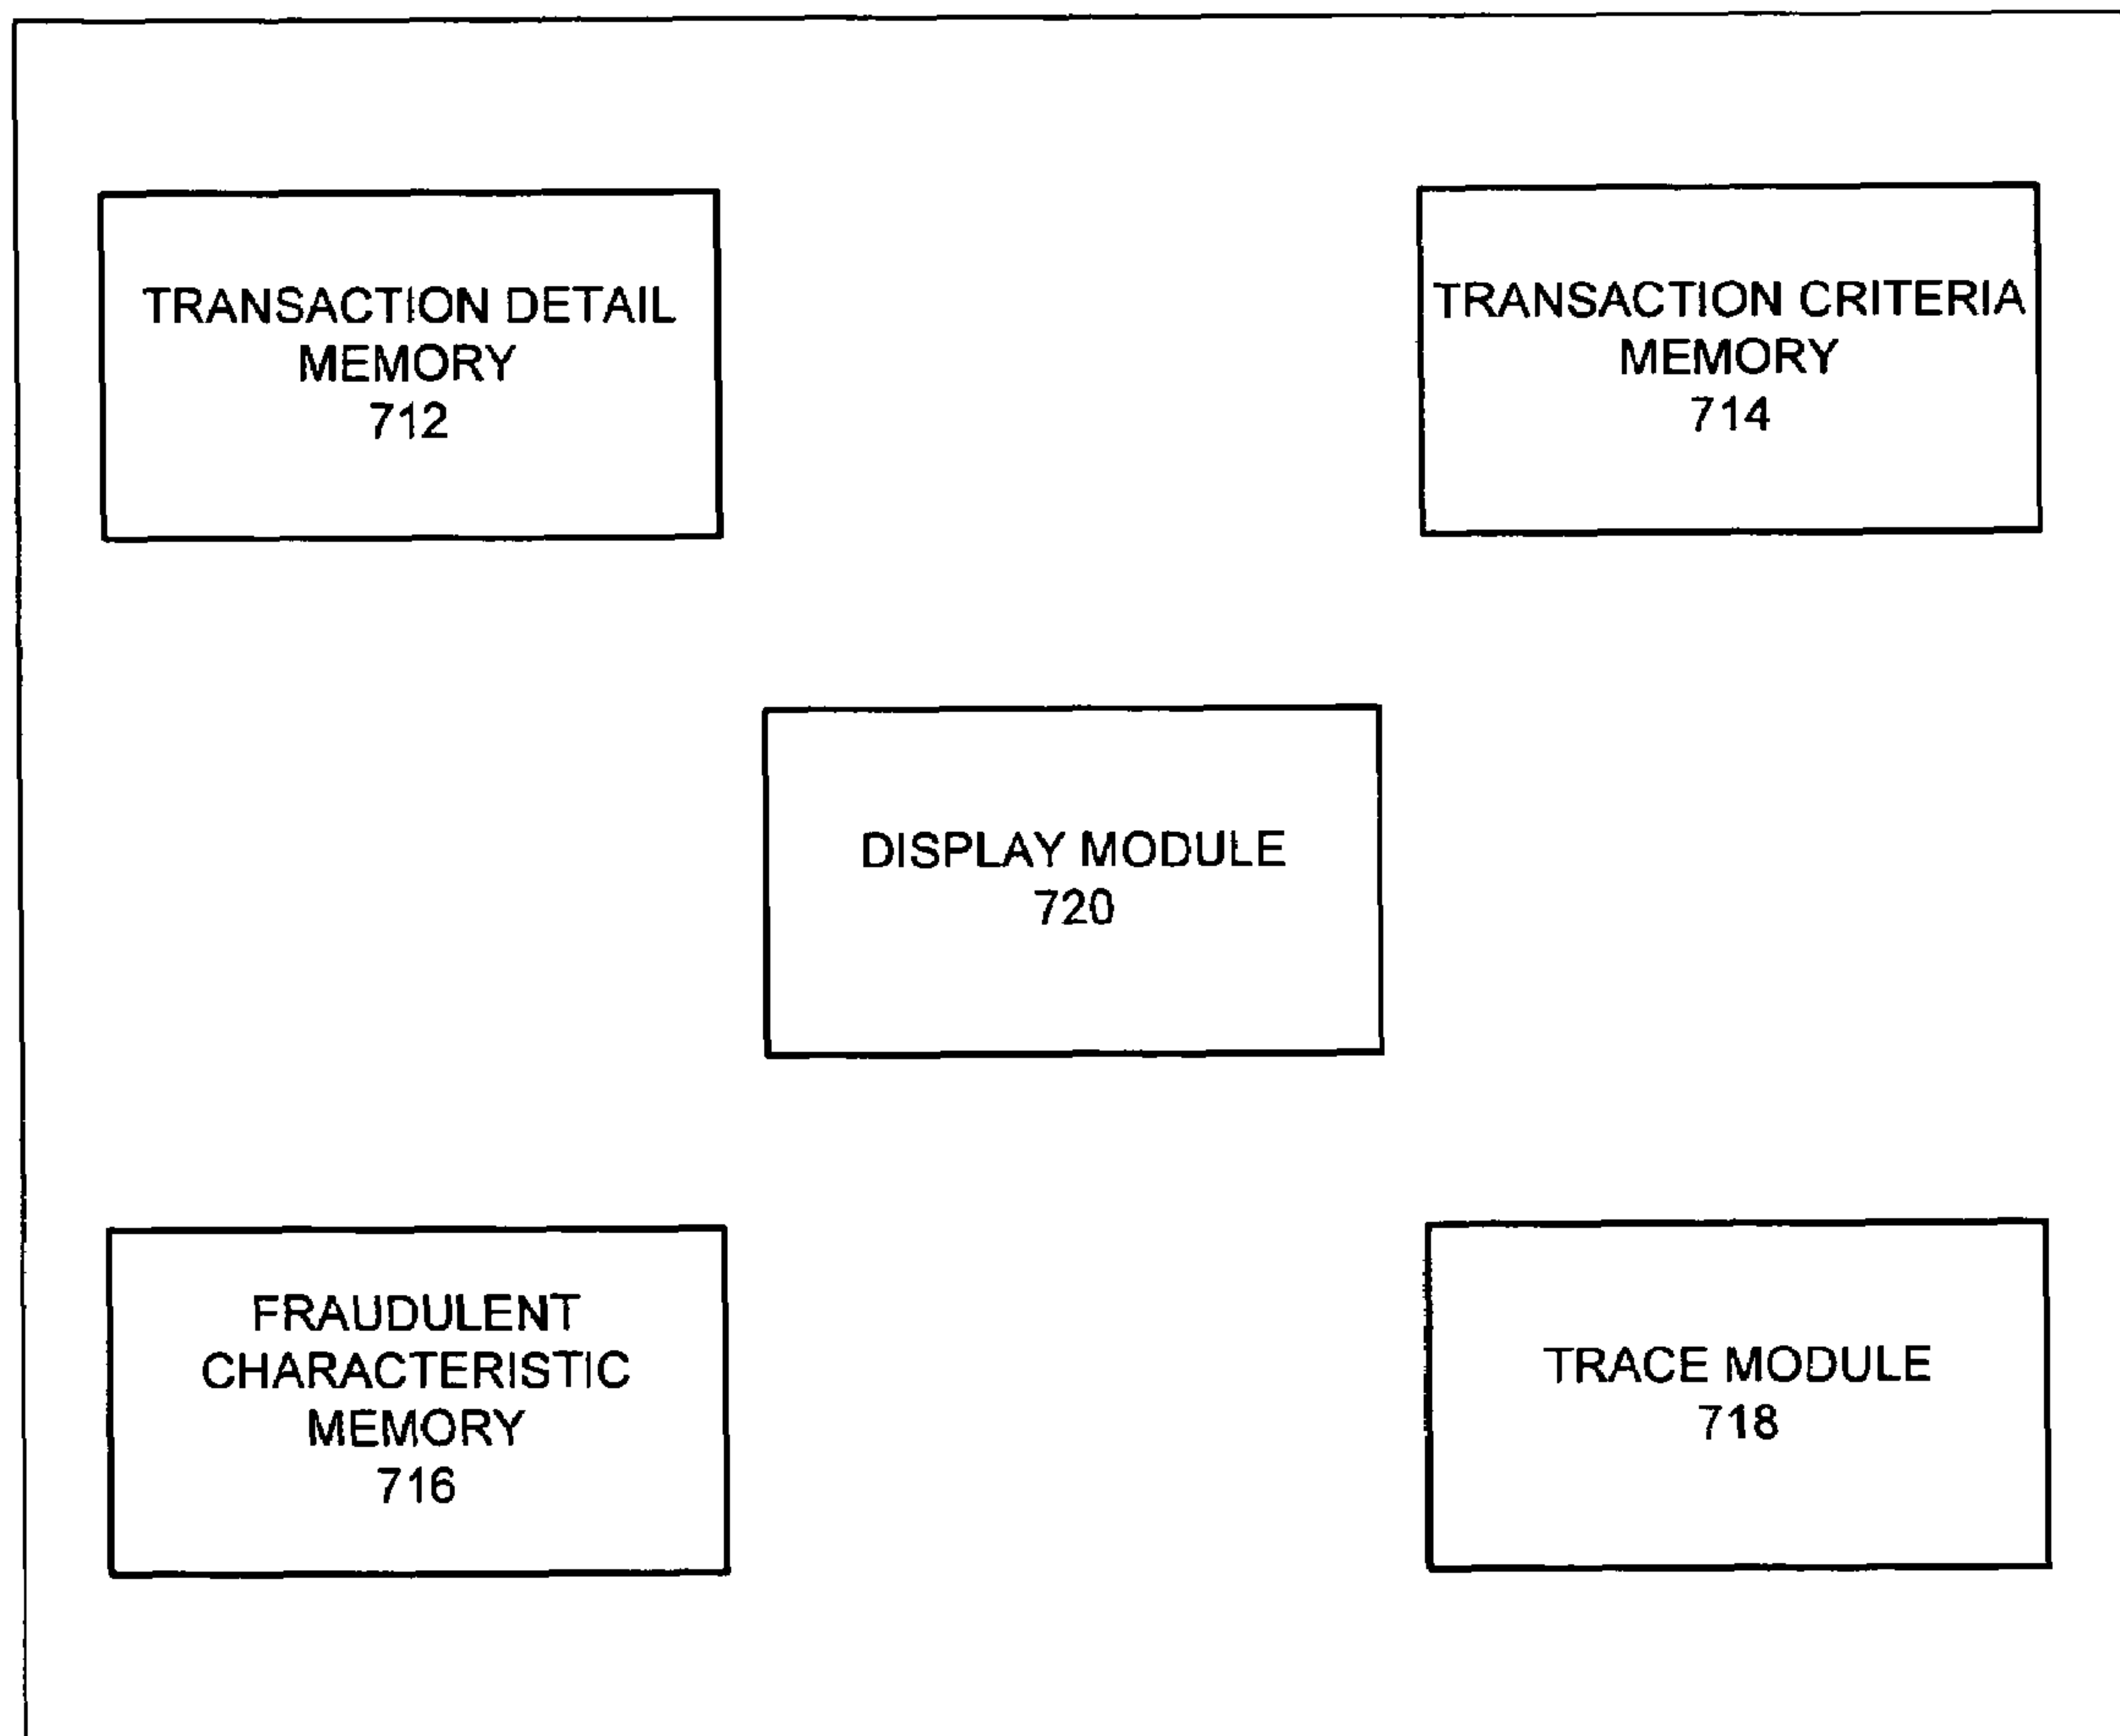 TRANSACTION DETAIL
MEMORY
712
TRANSACTION CRITERIA
MEMORY
714
DISPLAY MODULE
720
FRAUDULENT
CHARACTERISTIC
MEMORY
716
TRACE MODULE
718